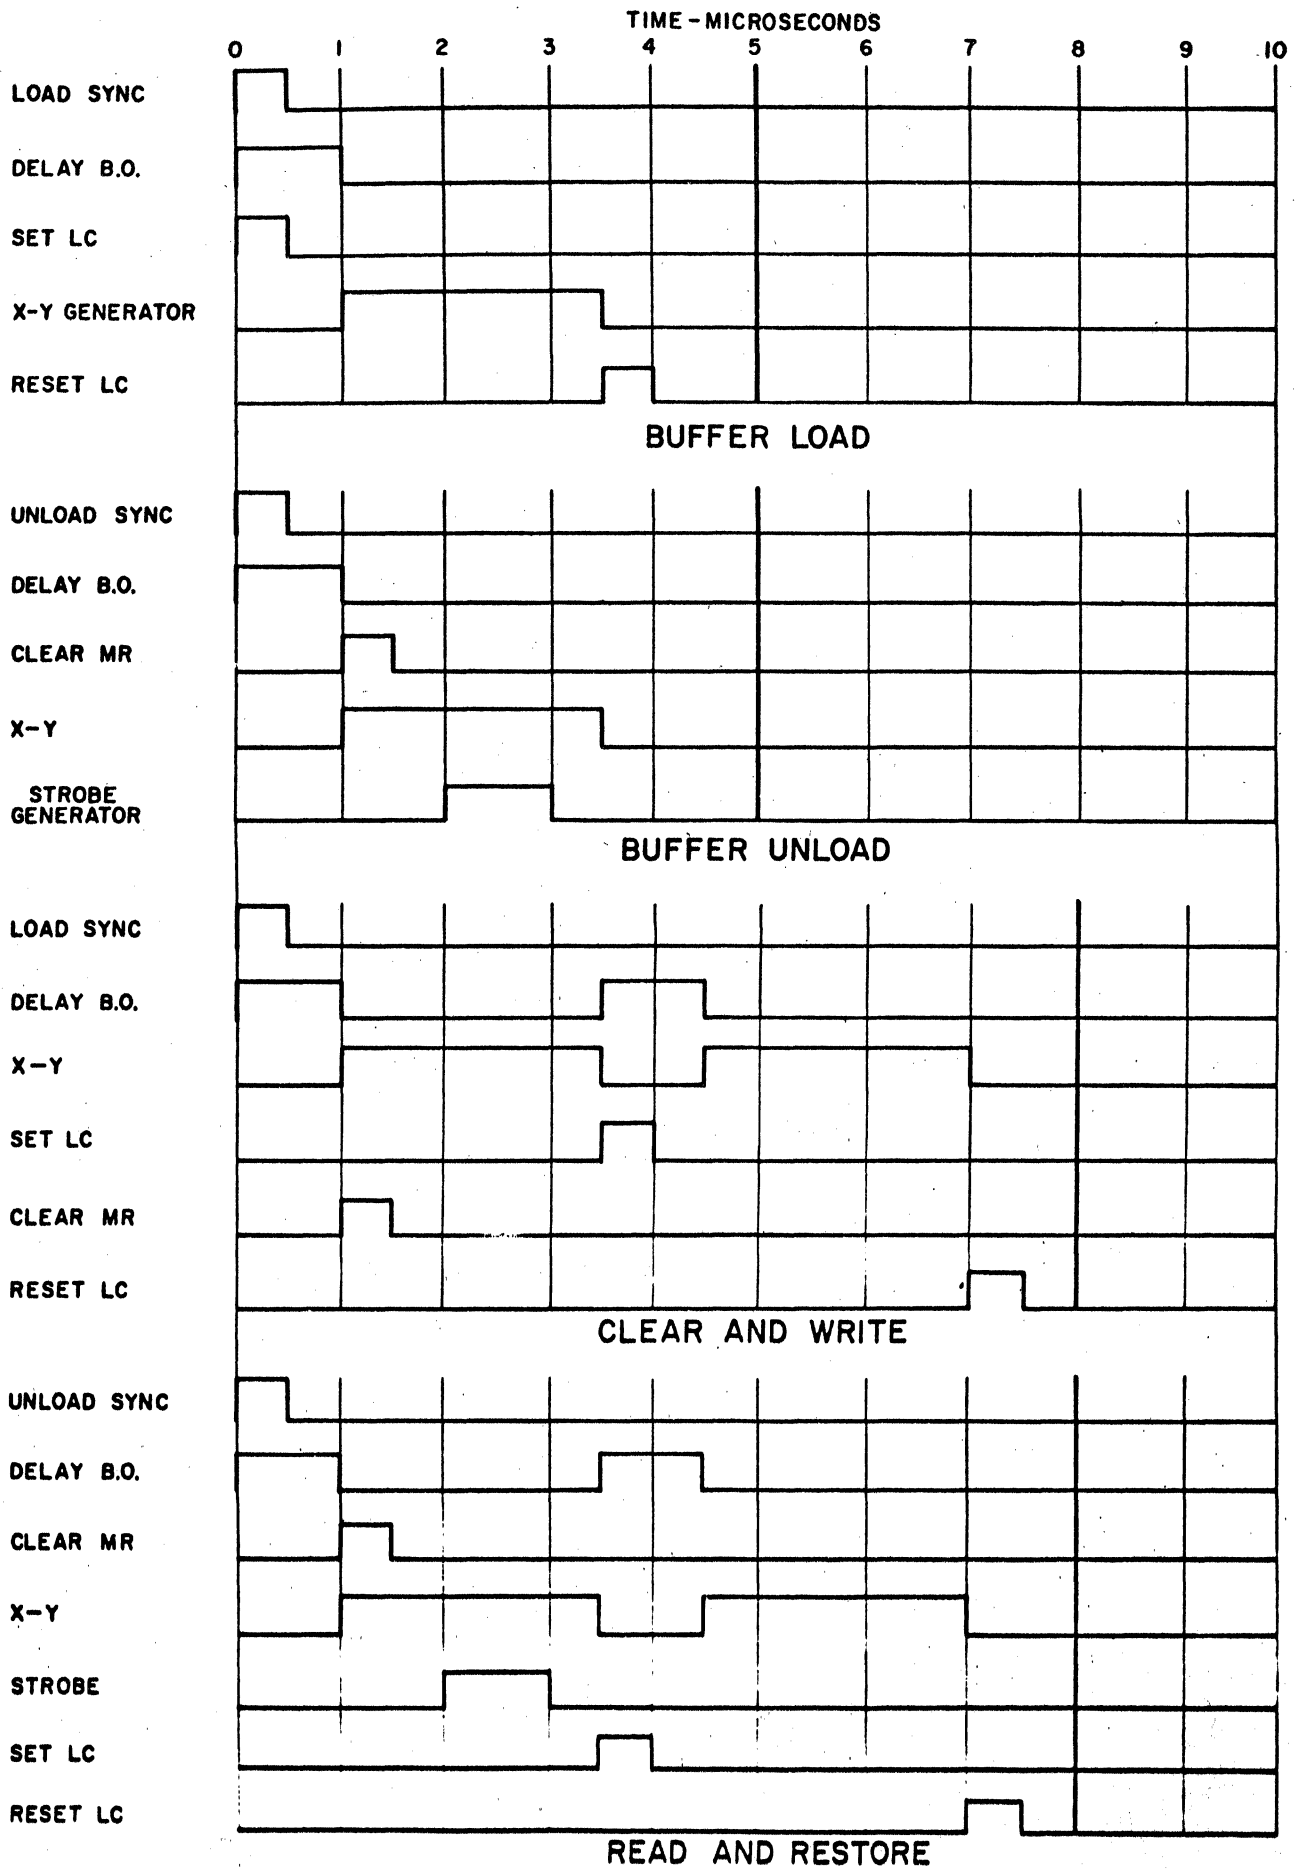 TIME-MICROSECONDS
0 1 2 3 4 5 6 7 8 9 10
LOAD SYNC
DELAY B.O.
SET LC
X-Y GENERATOR
RESET LC
BUFFER LOAD
UNLOAD SYNC
DELAY B.O.
CLEAR MR
X-Y
STROBE
GENERATOR
BUFFER UNLOAD
LOAD SYNC
DELAY B.O.
X-Y
SET LC
CLEAR MR
RESET LC
CLEAR AND WRITE
UNLOAD SYNC
DELAY B.O.
CLEAR MR
X-Y
STROBE
SET LC
RESET LC
READ AND RESTORE